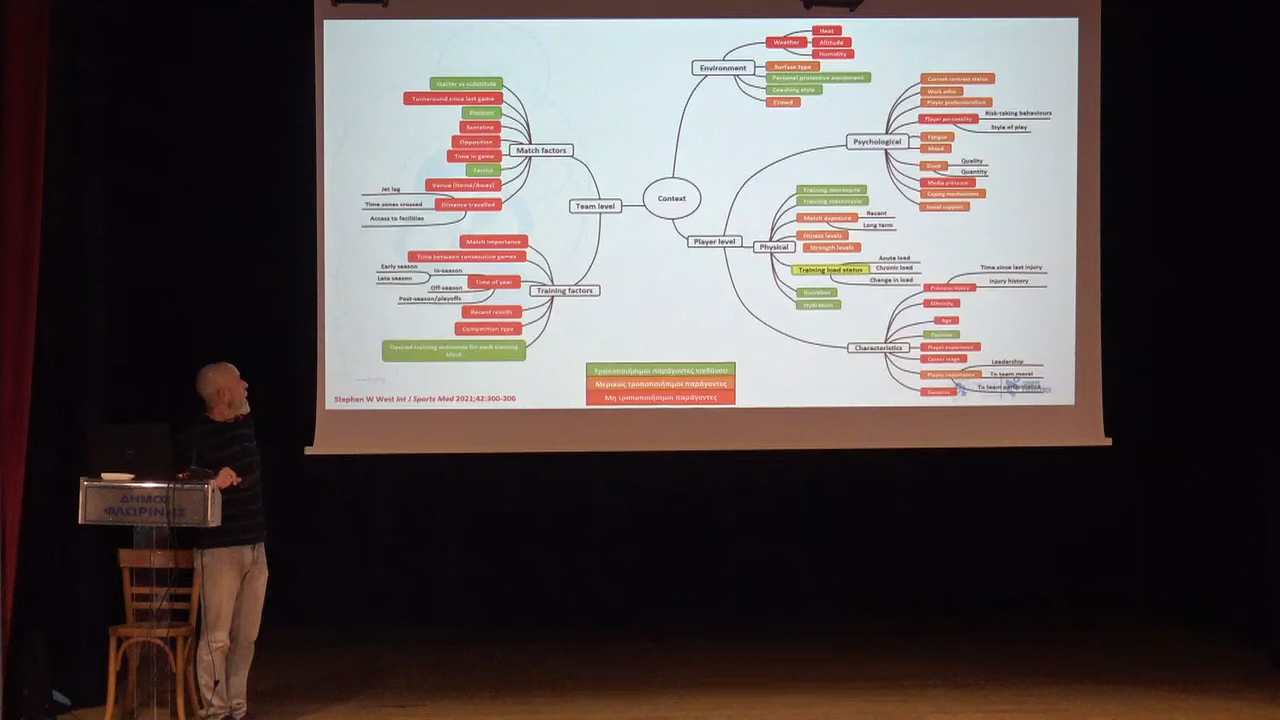 Context
Environment
Weather
Heat
Altitude
Humidity
Surface type
Personal protective equipment
Coaching style
Crowd
Team level
Match factors
Starter vs substitute
Turnaround since last game
Position
Scoreline
Opposition
Time in game
Tactics
Venue (Home/Away)
Distance travelled
Jet lag
Time zones crossed
Access to facilities
Training factors
Match importance
Time between consecutive games
Time of year
In-season
Early season
Late season
Off-season
Post-season/playoffs
Recent results
Competition type
Desired training outcomes for each training
block
Player level
Psychological
Current contract status
Work ethic
Player professionalism
Player personality
Risk-taking behaviours
Style of play
Fatigue
Mood
Sleep
Quality
Quantity
Media pressure
Coping mechanisms
Social support
Physical
Training microcycle
Training mesocycle
Match exposure
Recent
Long term
Fitness levels
Strength levels
Training load status
Acute load
Chronic load
Change in load
Nutrition
Hydration
Characteristics
Previous injury
Time since last injury
Injury history
Ethnicity
Age
Position
Player experience
Career stage
Player importance
Leadership
To team moral
To team performance
Genetics
Τροποποιήσιμοι παράγοντες κινδύνου
Μερικώς τροποποιήσιμοι παράγοντες
Μη τροποποιήσιμοι παράγοντες
Stephen W West Int J Sports Med 2021;42:300-306
ΔΗΜΟΣ
ΦΛΩΡΙΝΑΣ